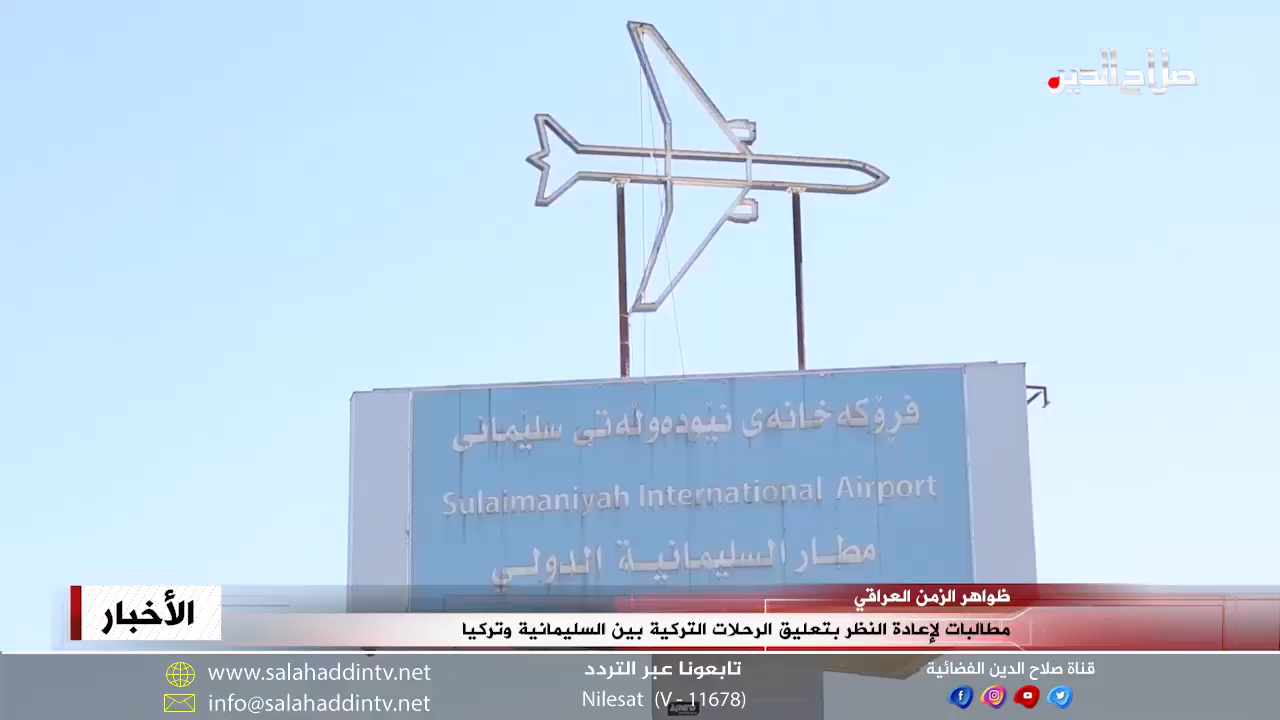 صلاح الدين
فڕۆکەخانەی نێودەوڵەتی سلێمانی
Sulaimaniyah International Airport
مطار السليمانية الدولي
ظواهر الزمن العراقي
الأخبار
مطالبات لإعادة النظر بتعليق الرحلات التركية بين السليمانية وتركيا
قناة صلاح الدين الفضائية
تابعونا عبر التردد
Nilesat (V - 11678)
www.salahaddintv.net
info@salahaddintv.net